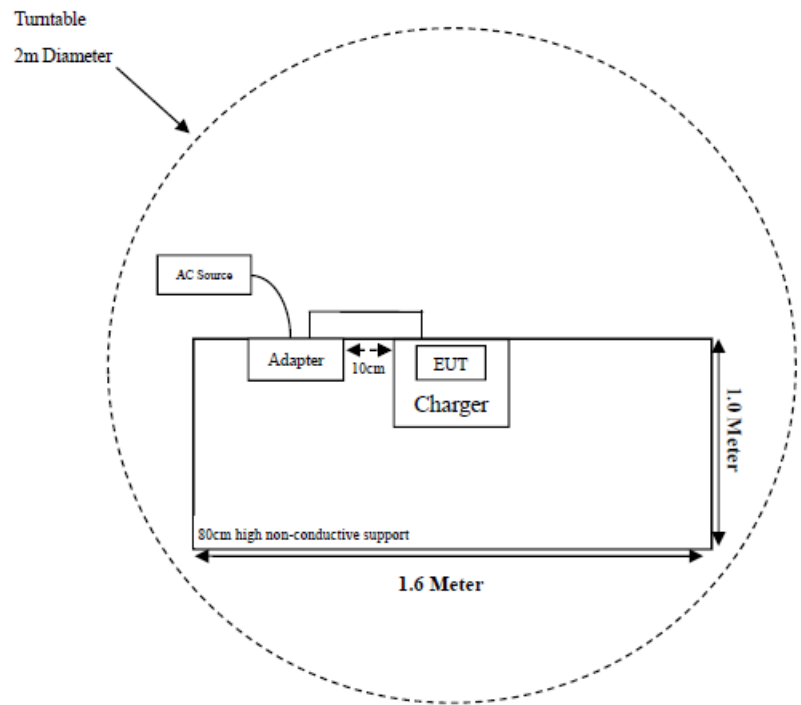 Turntable
2m Diameter
AC Source
Adapter
10cm
EUT
Charger
1.0 Meter
80cm high non-conductive support
1.6 Meter